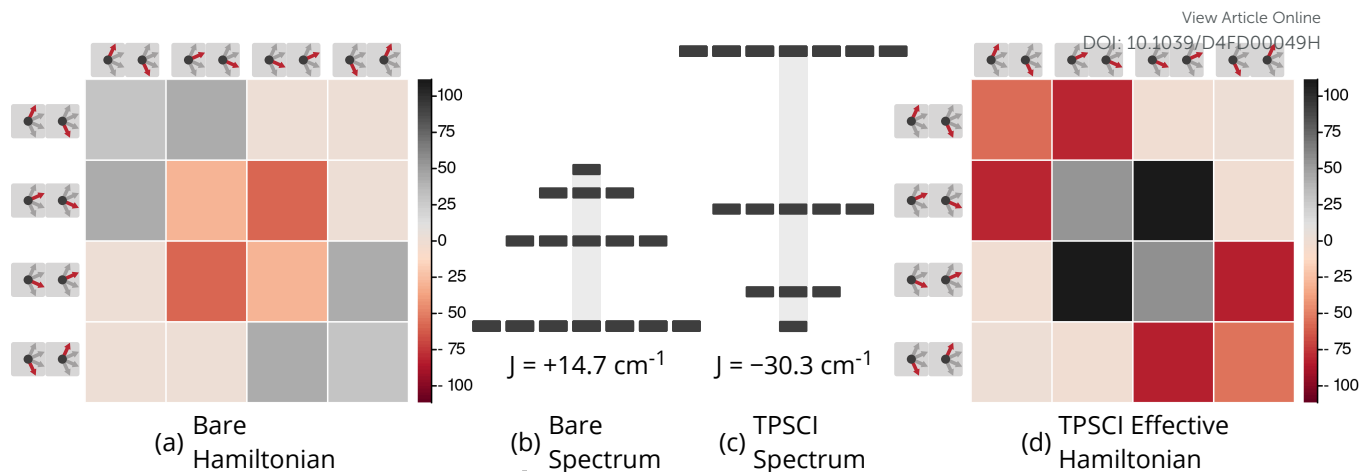 View Article Online
DOI: 10.1039/D4FD00049H
100
75
50
25
0
- 25
- 50
- 75
- 100
J = +14.7 cm-1
J = −30.3 cm-1
100
75
50
25
0
- 25
- 50
- 75
- 100
(a) Bare
Hamiltonian
(b) Bare
Spectrum
(c) TPSCI
Spectrum
(d) TPSCI Effective
Hamiltonian